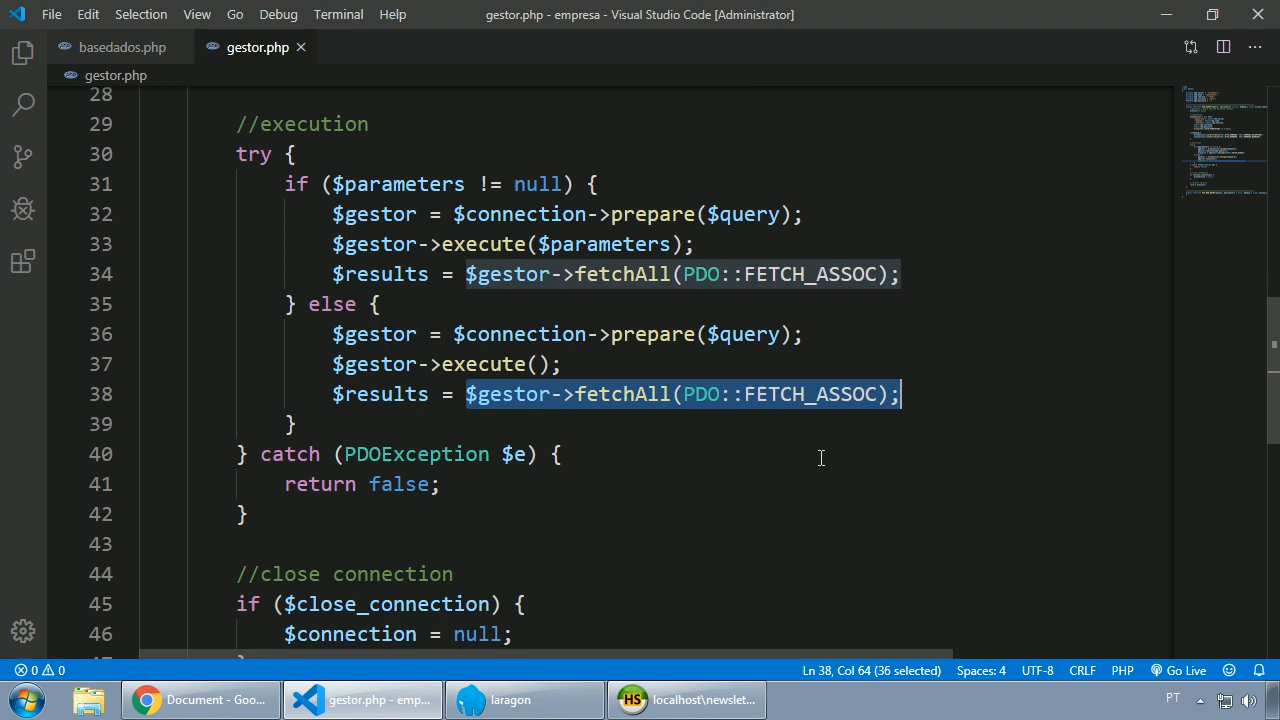 File Edit Selection View Go Debug Terminal Help gestor.php - empresa - Visual Studio Code [Administrator]
basedados.php gestor.php
gestor.php
28
29 //execution
30 try {
31 if ($parameters != null) {
32 $gestor = $connection->prepare($query);
33 $gestor->execute($parameters);
34 $results = $gestor->fetchAll(PDO::FETCH_ASSOC);
35 } else {
36 $gestor = $connection->prepare($query);
37 $gestor->execute();
38 $results = $gestor->fetchAll(PDO::FETCH_ASSOC);
39 }
40 } catch (PDOException $e) {
41 return false;
42 }
43
44 //close connection
45 if ($close_connection) {
46 $connection = null;
0 0 Ln 38, Col 64 (36 selected) Spaces: 4 UTF-8 CRLF PHP Go Live
Document - Goo... gestor.php - emp... laragon HS localhost\newslet... PT